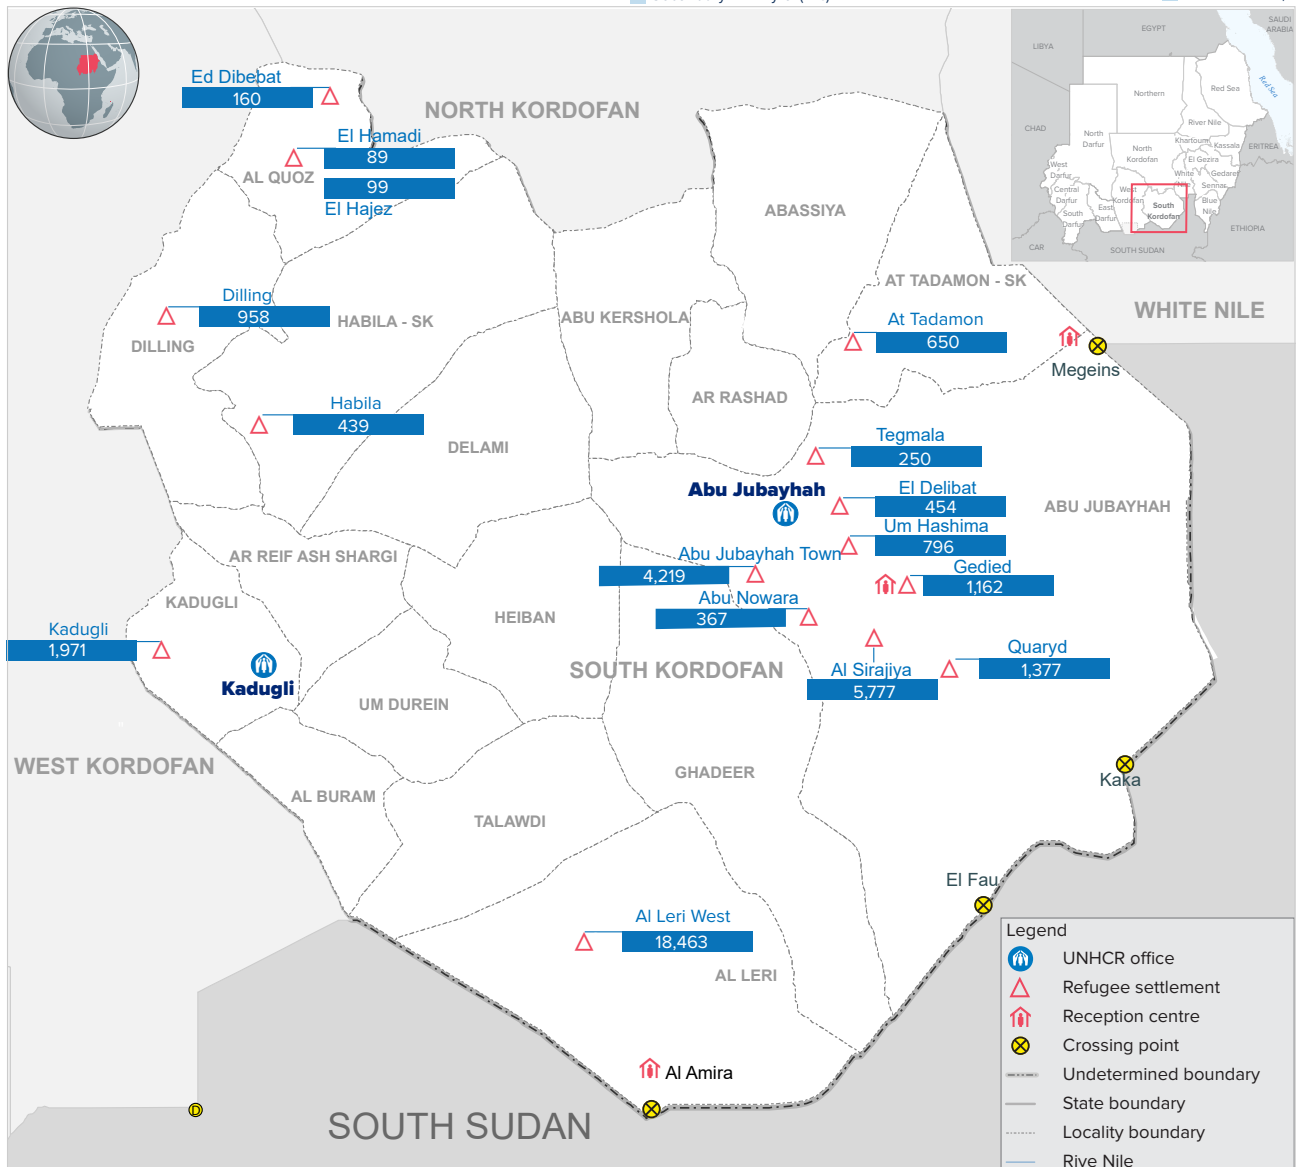 EGYPT
SAUDI
ARABIA
LIBYA
Red Sea
Northern
Red Sea
CHAD
River Nile
North
Darfur
Khartoum
Kassala
ERITREA
North
Kordofan
El Gezira
West
Darfur
White
Nile
Gedaref
Central
Darfur
West
Kordofan
Sennar
South
Kordofan
Blue
Nile
East
Darfur
South
Darfur
ETHIOPIA
CAR
SOUTH SUDAN
Ed Dibebat
160
NORTH KORDOFAN
El Hamadi
89
AL QUOZ
99
El Hajez
ABASSIYA
AT TADAMON - SK
WHITE NILE
Dilling
958
HABILA - SK
ABU KERSHOLA
At Tadamon
650
DILLING
Megeins
AR RASHAD
Habila
439
DELAMI
Tegmala
250
Abu Jubayhah
El Delibat
454
ABU JUBAYHAH
Um Hashima
796
AR REIF ASH SHARGI
Abu Jubayhah Town
4,219
Gedied
1,162
KADUGLI
Abu Nowara
367
HEIBAN
Kadugli
1,971
Quaryd
1,377
SOUTH KORDOFAN
Al Sirajiya
5,777
Kadugli
UM DUREIN
WEST KORDOFAN
GHADEER
Kaka
AL BURAM
TALAWDI
El Fau
Al Leri West
18,463
AL LERI
Al Amira
D
SOUTH SUDAN
Legend
UNHCR office
Refugee settlement
Reception centre
Crossing point
Undetermined boundary
State boundary
Locality boundary
Rive Nile